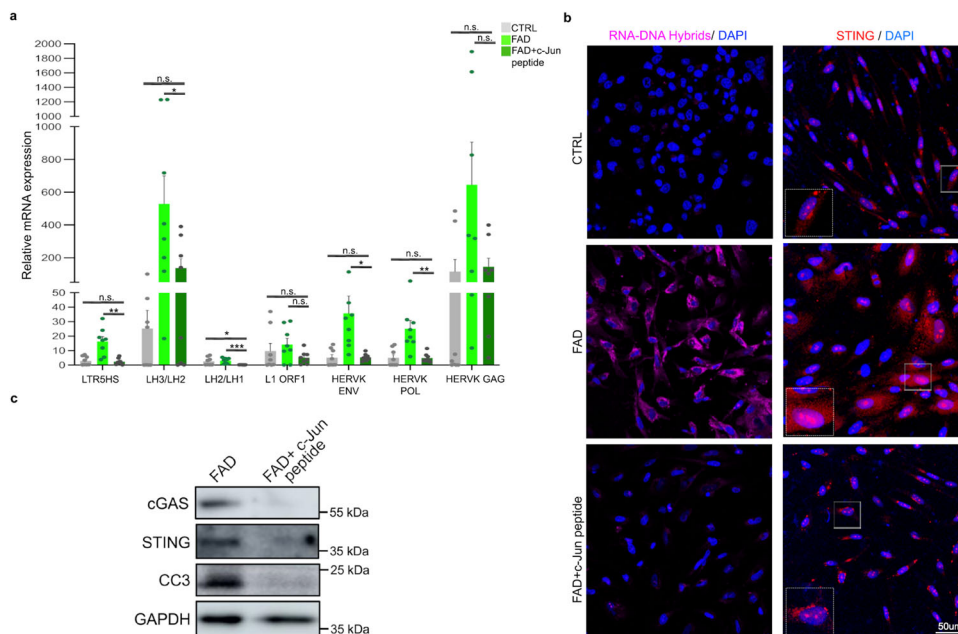 a
CTRL
FAD
FAD+c-Jun
peptide
Relative mRNA expression
2000
1800
1600
1400
1200
1000
800
600
400
200
50
40
30
20
10
0
n.s.
**
n.s.
*
*
***
n.s.
n.s.
n.s.
*
n.s.
**
n.s.
n.s.
LTR5HS
LH3/LH2
LH2/LH1
L1 ORF1
HERVK
ENV
HERVK
POL
HERVK GAG
b
RNA-DNA Hybrids/ DAPI
STING / DAPI
CTRL
FAD
FAD+c-Jun peptide
50um
c
FAD
FAD+ c-Jun
peptide
cGAS
55 kDa
STING
35 kDa
CC3
25 kDa
GAPDH
35 kDa